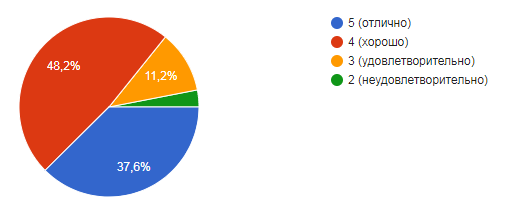 5 (отлично)
4 (хорошо)
3 (удовлетворительно)
2 (неудовлетворительно)
48,2%
11,2%
37,6%